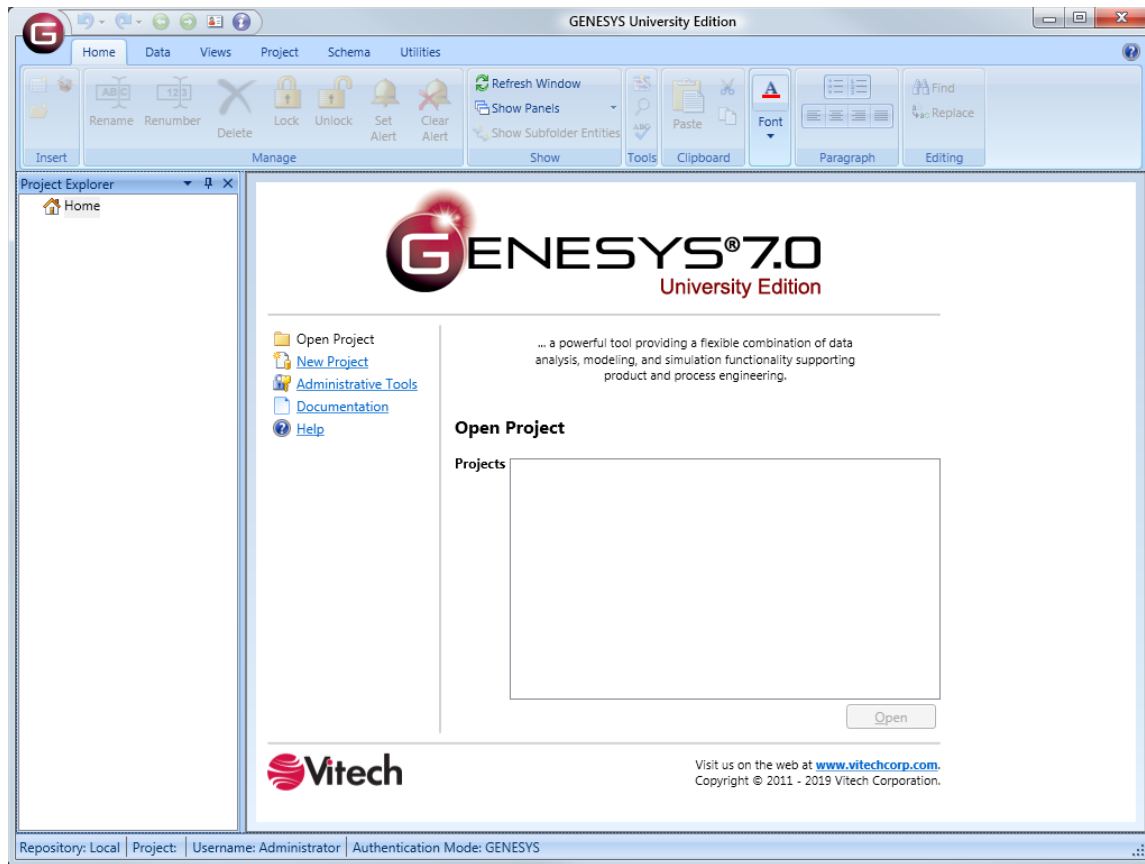 GENESYS University Edition
Home Data Views Project Schema Utilities
Rename Renumber Delete Lock Unlock Set Alert Clear Alert
Refresh Window
Show Panels
Show Subfolder Entities
Paste
Font
Find
Replace
Insert Manage Show Tools Clipboard Paragraph Editing
Project Explorer
Home
GENESYS® 7.0
University Edition
Open Project
New Project
Administrative Tools
Documentation
Help
... a powerful tool providing a flexible combination of data
analysis, modeling, and simulation functionality supporting
product and process engineering.
Open Project
Projects
Open
Vitech
Visit us on the web at www.vitechcorp.com.
Copyright © 2011 - 2019 Vitech Corporation.
Repository: Local Project: Username: Administrator Authentication Mode: GENESYS